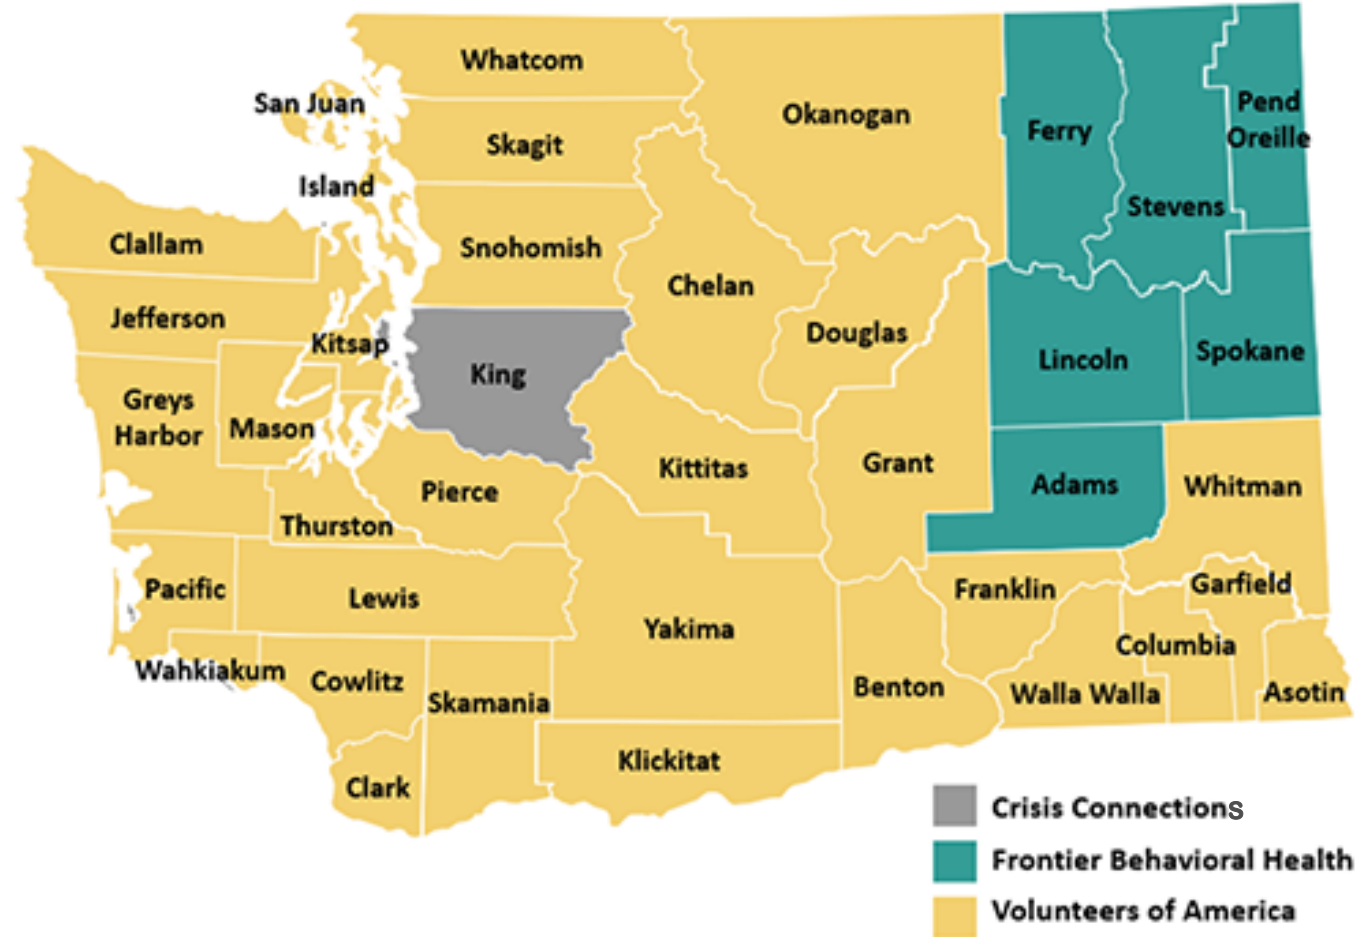 Whatcom
San Juan
Okanogan
Pend
Oreille
Ferry
Skagit
Island
Stevens
Clallam
Snohomish
Chelan
Jefferson
Kitsap
Douglas
Lincoln
Spokane
King
Greys
Harbor
Mason
Grant
Kittitas
Adams
Whitman
Pierce
Thurston
Pacific
Lewis
Franklin
Garfield
Yakima
Columbia
Wahkiakum
Cowlitz
Skamania
Benton
Walla Walla
Asotin
Klickitat
Clark
Crisis Connections
Frontier Behavioral Health
Volunteers of America